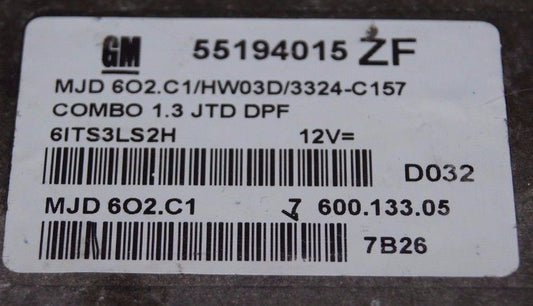 GM 55194015 ZF
MJD 6O2.C1/HW03D/3324-C157
COMBO 1.3 JTD DPF
6ITS3LS2H 12V=
D032
MJD 6O2.C1 7 600.133.05
7B26